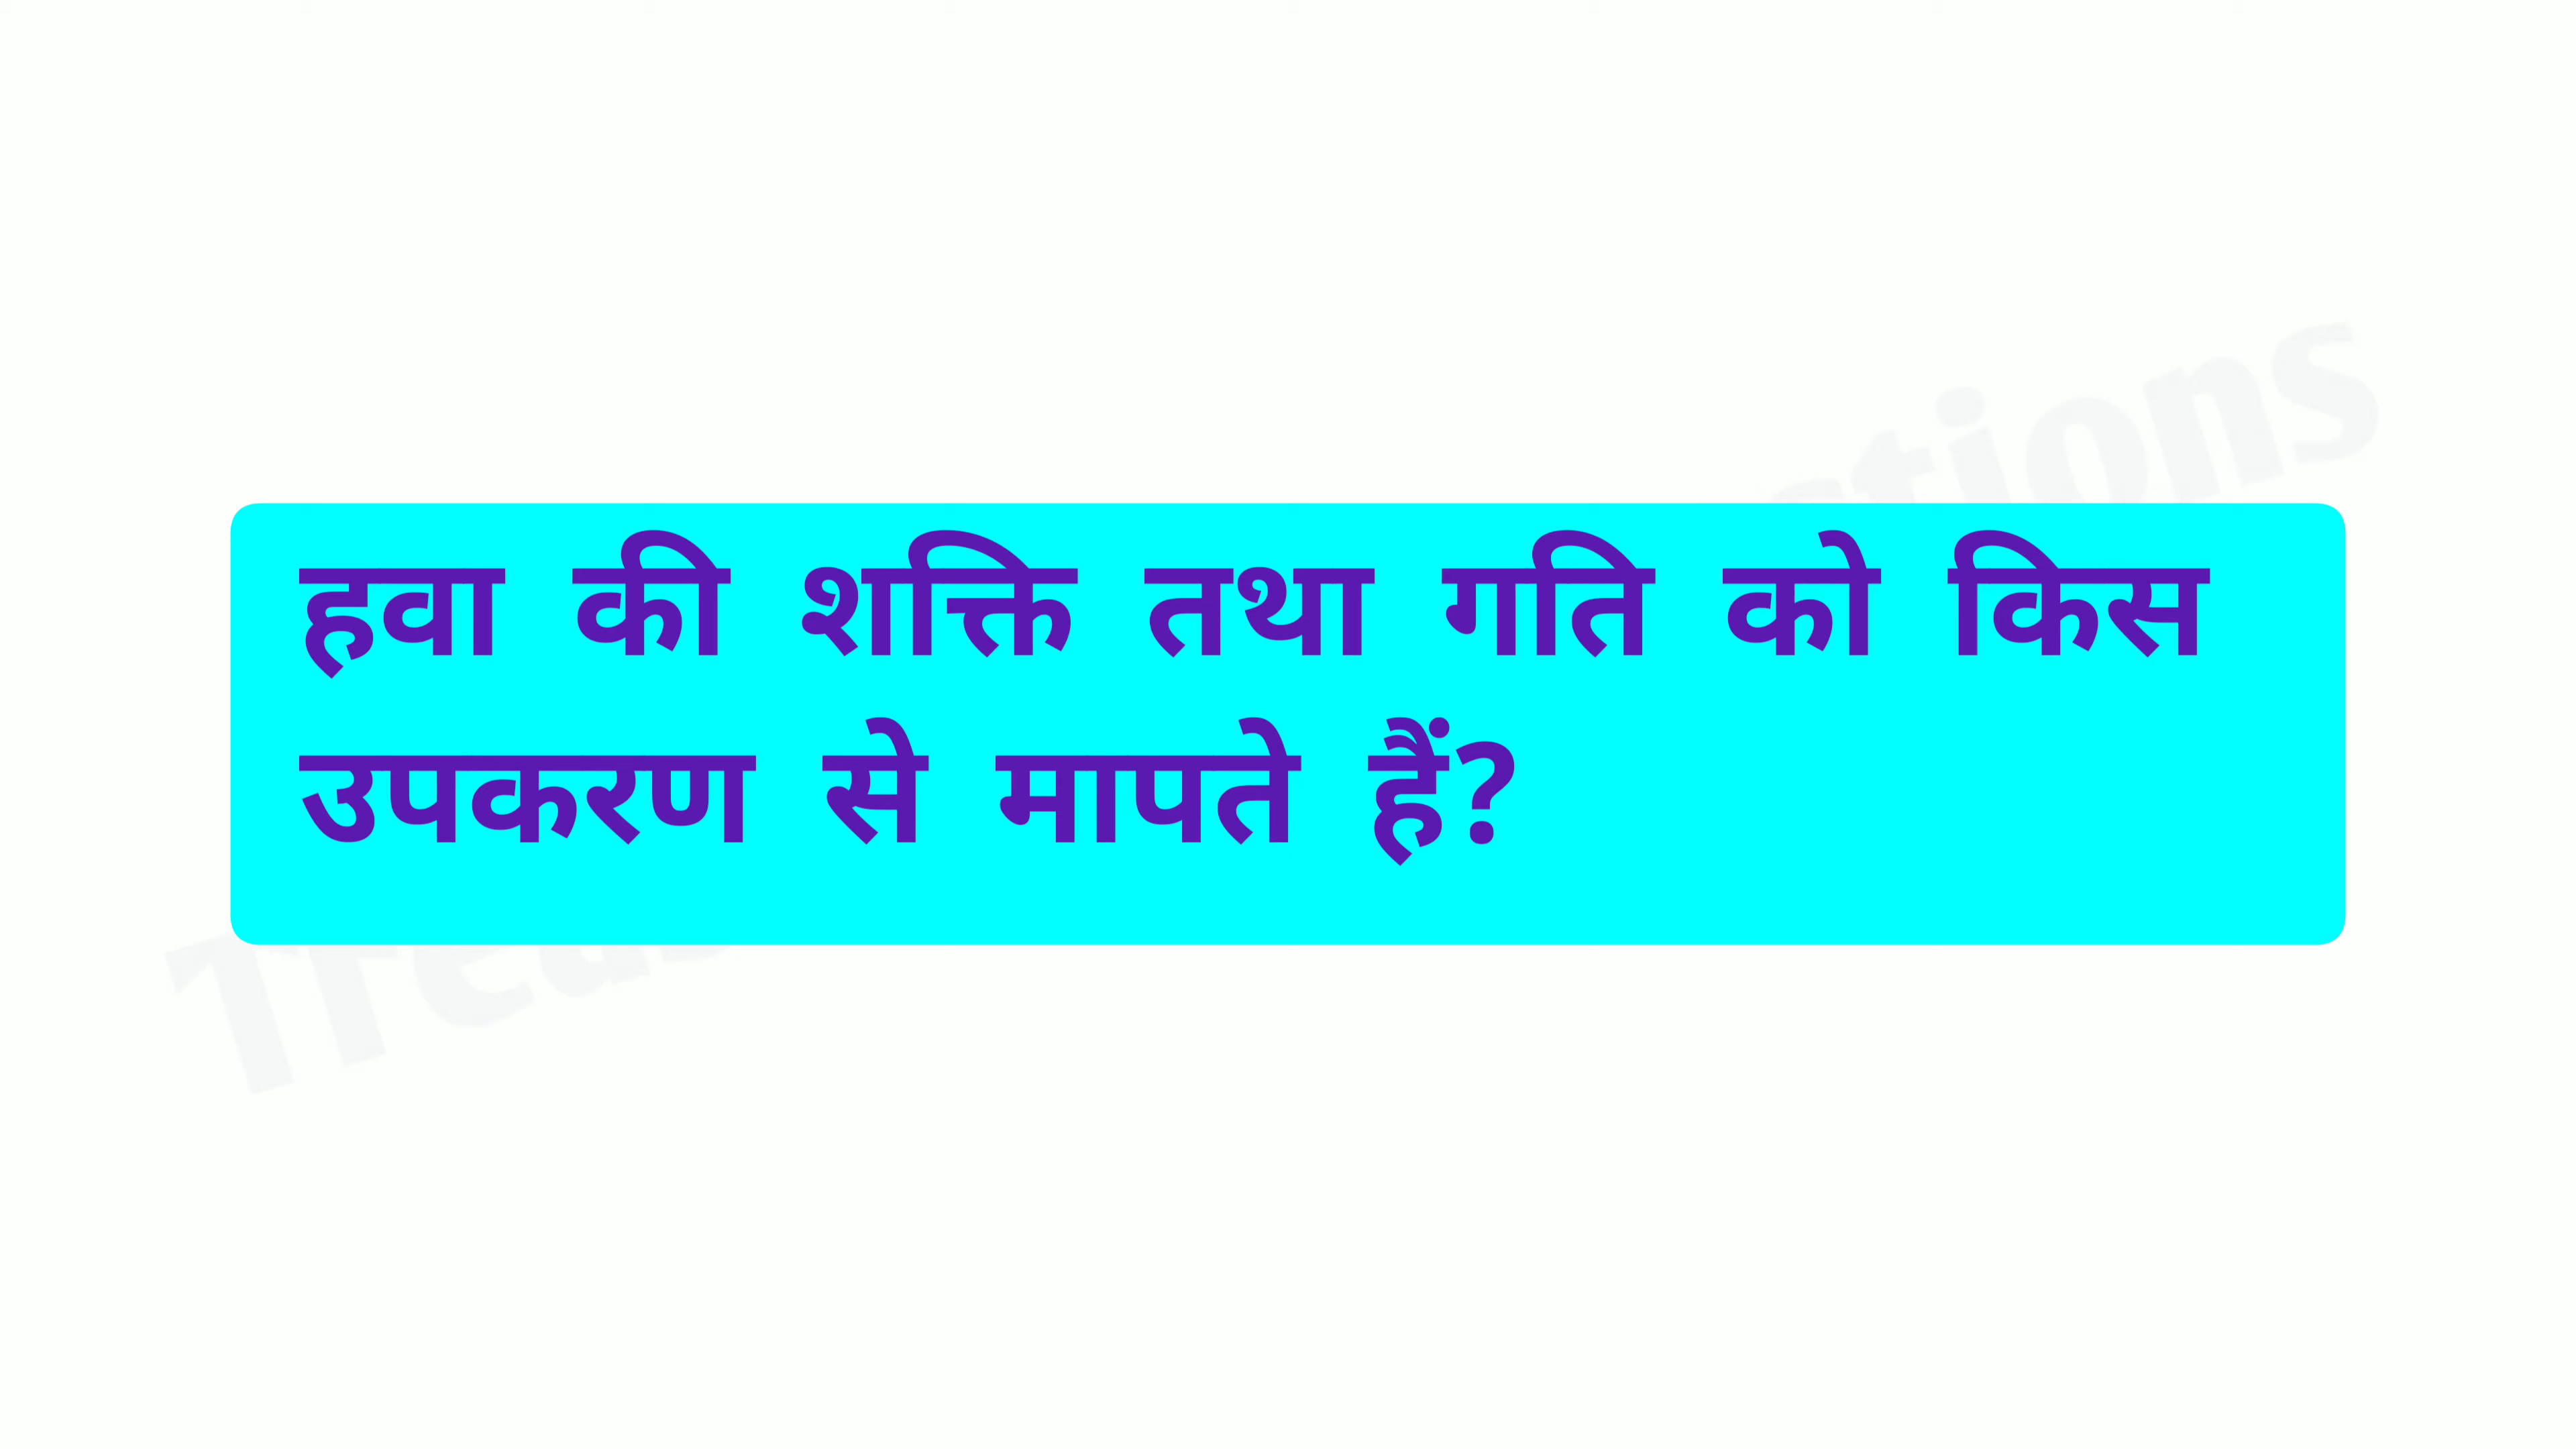 हवा की शक्ति तथा गति को किस
उपकरण से मापते हैं?